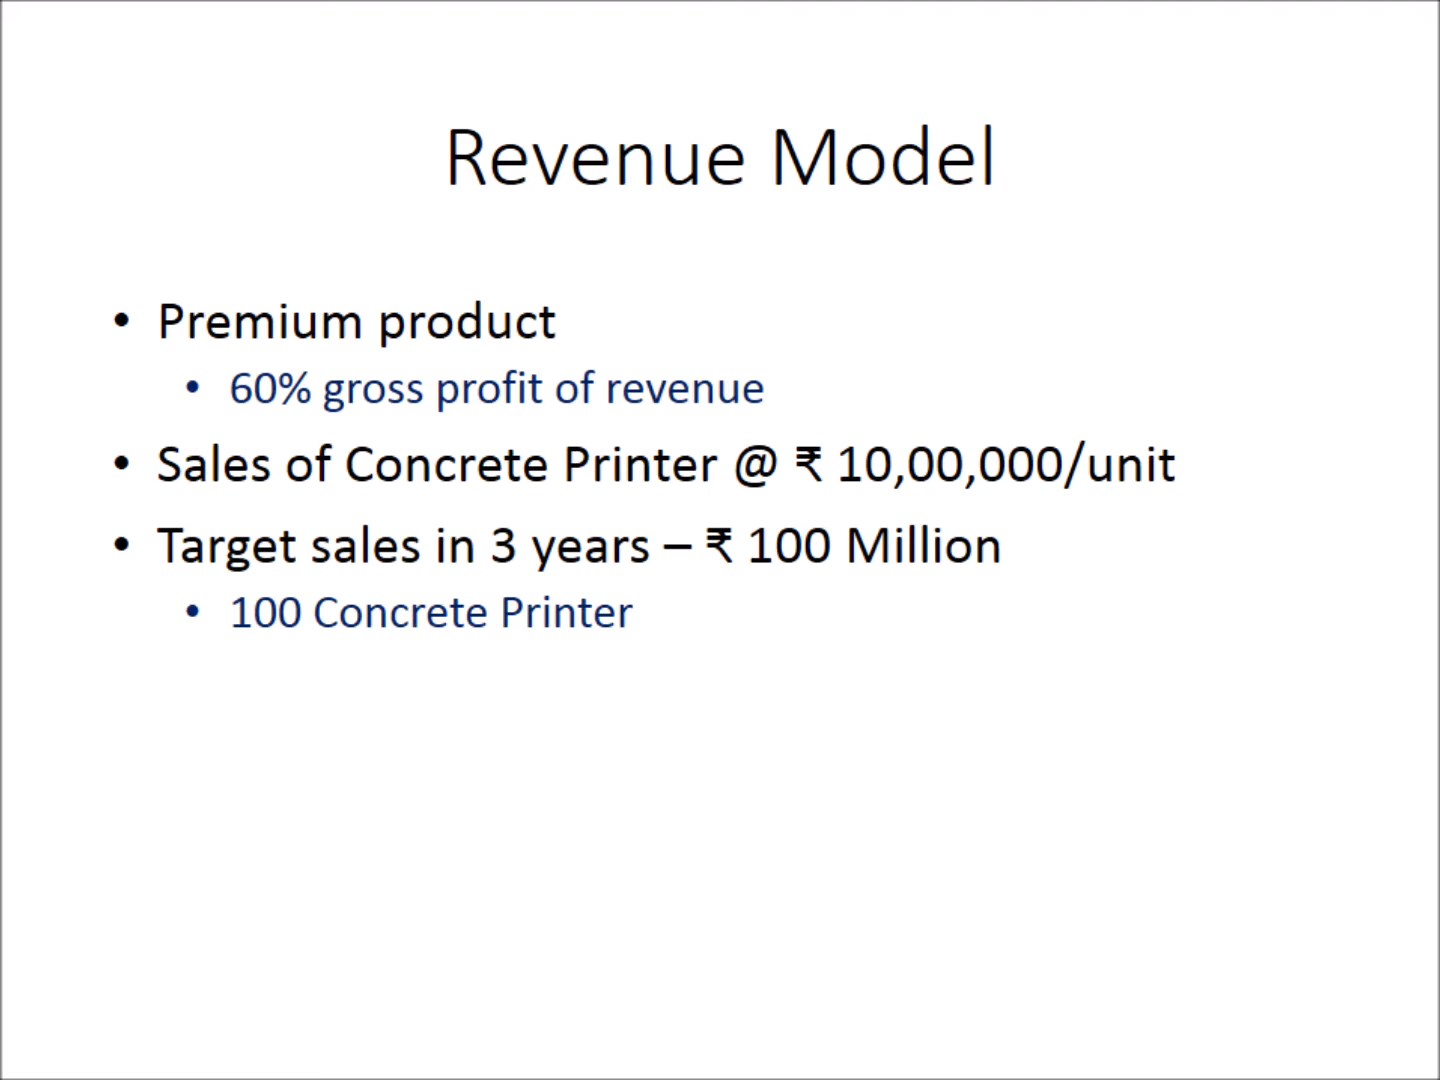 Revenue Model
• Premium product
• 60% gross profit of revenue
• Sales of Concrete Printer @ ₹ 10,00,000/unit
• Target sales in 3 years – ₹ 100 Million
• 100 Concrete Printer